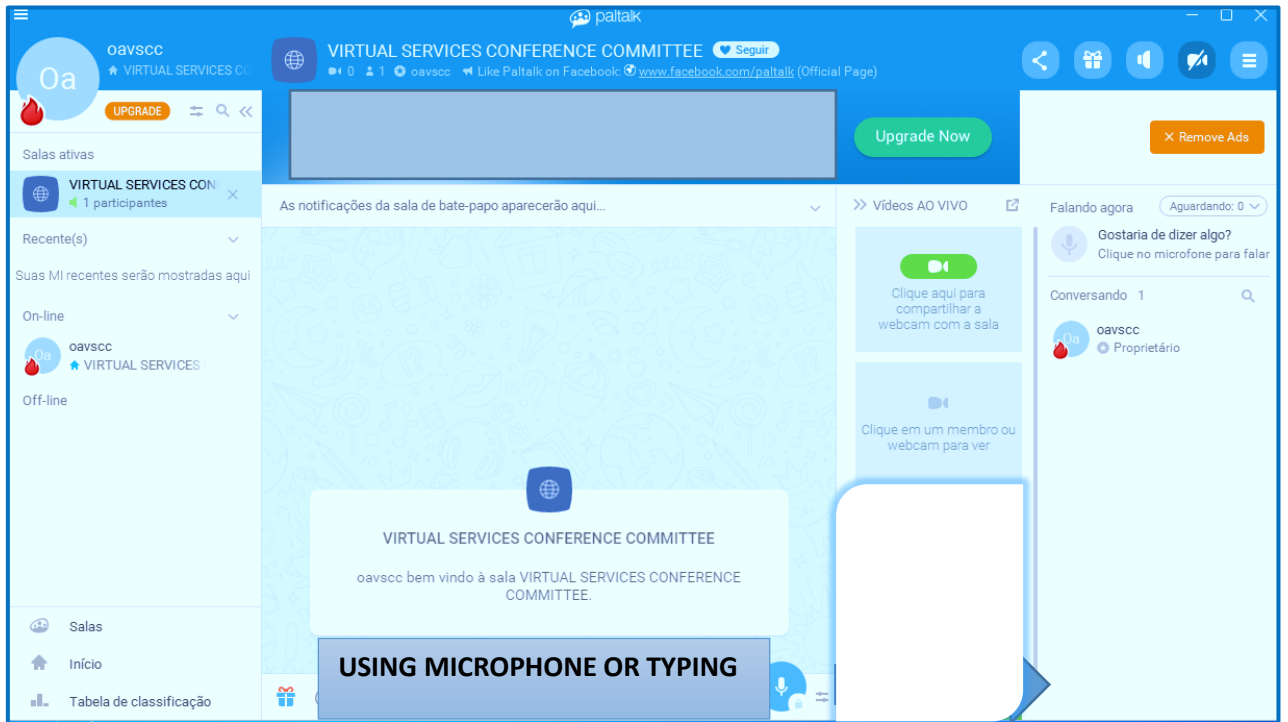 paltalk
Oa
oavscc
VIRTUAL SERVICES CO
UPGRADE
Salas ativas
VIRTUAL SERVICES CON
1 participantes
Recente(s)
Suas MI recentes serão mostradas aqui
On-line
Oa
oavscc
VIRTUAL SERVICES
Off-line
Salas
Início
Tabela de classificação
VIRTUAL SERVICES CONFERENCE COMMITTEE Seguir
0 1 oavscc Like Paltalk on Facebook: www.facebook.com/paltalk (Official Page)
Upgrade Now
Remove Ads
As notificações da sala de bate-papo aparecerão aqui...
VIRTUAL SERVICES CONFERENCE COMMITTEE
oavscc bem vindo à sala VIRTUAL SERVICES CONFERENCE
COMMITTEE.
USING MICROPHONE OR TYPING
Vídeos AO VIVO
Clique aqui para
compartilhar a
webcam com a sala
Clique em um membro ou
webcam para ver
Falando agora Aguardando: 0
Gostaria de dizer algo?
Clique no microfone para falar
Conversando 1
Oa
oavscc
Proprietário